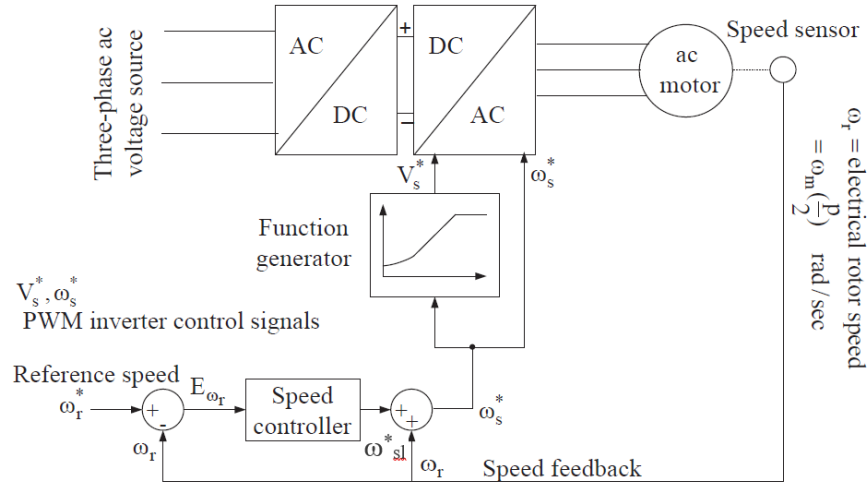 Three-phase ac
voltage source
AC
DC
+
−
DC
AC
ac
motor
Speed sensor
ωᵣ = electrical rotor speed
= ωₘ(p/2) rad/sec
Vₛ*
ωₛ*
Function
generator
Vₛ*, ωₛ*
PWM inverter control signals
Reference speed
ωᵣ*
+
-
E_ωᵣ
Speed
controller
+
+
ω*ₛₗ
ωₛ*
ωᵣ
ωᵣ
Speed feedback